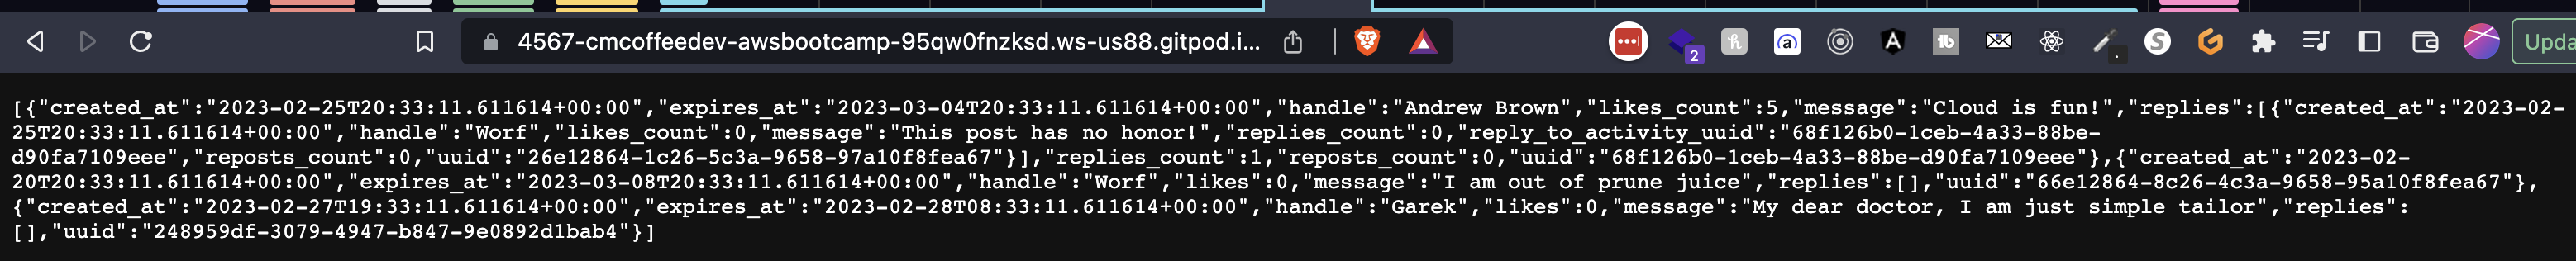 4567-cmcoffeedev-awsbootcamp-95qw0fnzksd.ws-us88.gitpod.i...
2
Upda
[{"created_at":"2023-02-25T20:33:11.611614+00:00","expires_at":"2023-03-04T20:33:11.611614+00:00","handle":"Andrew Brown","likes_count":5,"message":"Cloud is fun!","replies":[{"created_at":"2023-02-
25T20:33:11.611614+00:00","handle":"Worf","likes_count":0,"message":"This post has no honor!","replies_count":0,"reply_to_activity_uuid":"68f126b0-1ceb-4a33-88be-
d90fa7109eee","reposts_count":0,"uuid":"26e12864-1c26-5c3a-9658-97a10f8fea67"}],"replies_count":1,"reposts_count":0,"uuid":"68f126b0-1ceb-4a33-88be-d90fa7109eee"},{"created_at":"2023-02-
20T20:33:11.611614+00:00","expires_at":"2023-03-08T20:33:11.611614+00:00","handle":"Worf","likes":0,"message":"I am out of prune juice","replies":[],"uuid":"66e12864-8c26-4c3a-9658-95a10f8fea67"},
{"created_at":"2023-02-27T19:33:11.611614+00:00","expires_at":"2023-02-28T08:33:11.611614+00:00","handle":"Garek","likes":0,"message":"My dear doctor, I am just simple tailor","replies":
[],"uuid":"248959df-3079-4947-b847-9e0892d1bab4"}]